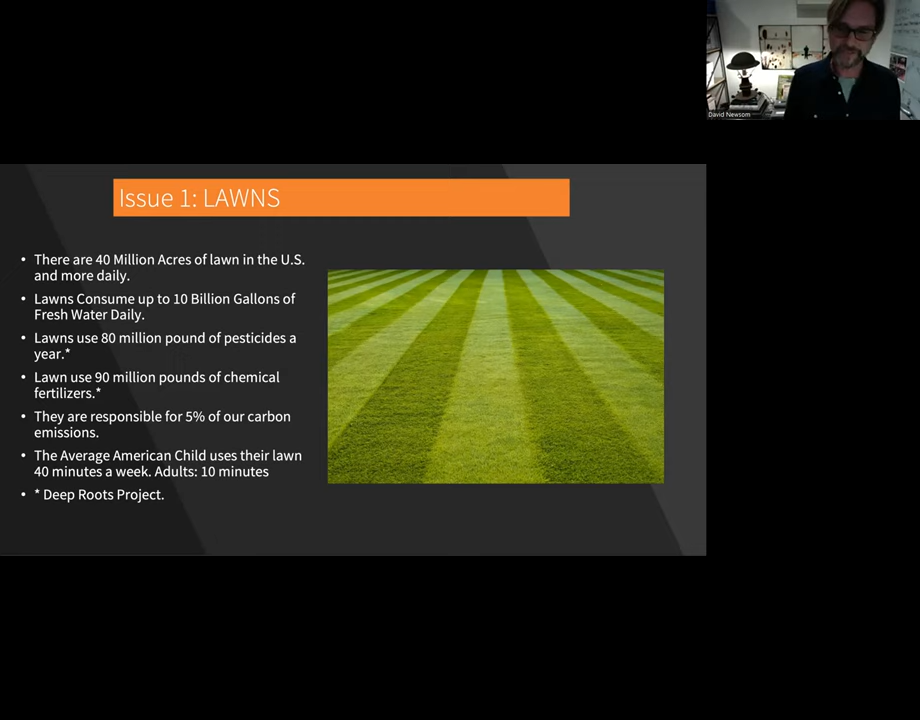 David Newsom
Issue 1: LAWNS
• There are 40 Million Acres of lawn in the U.S.
and more daily.
• Lawns Consume up to 10 Billion Gallons of
Fresh Water Daily.
• Lawns use 80 million pound of pesticides a
year.*
• Lawn use 90 million pounds of chemical
fertilizers.*
• They are responsible for 5% of our carbon
emissions.
• The Average American Child uses their lawn
40 minutes a week. Adults: 10 minutes
• * Deep Roots Project.